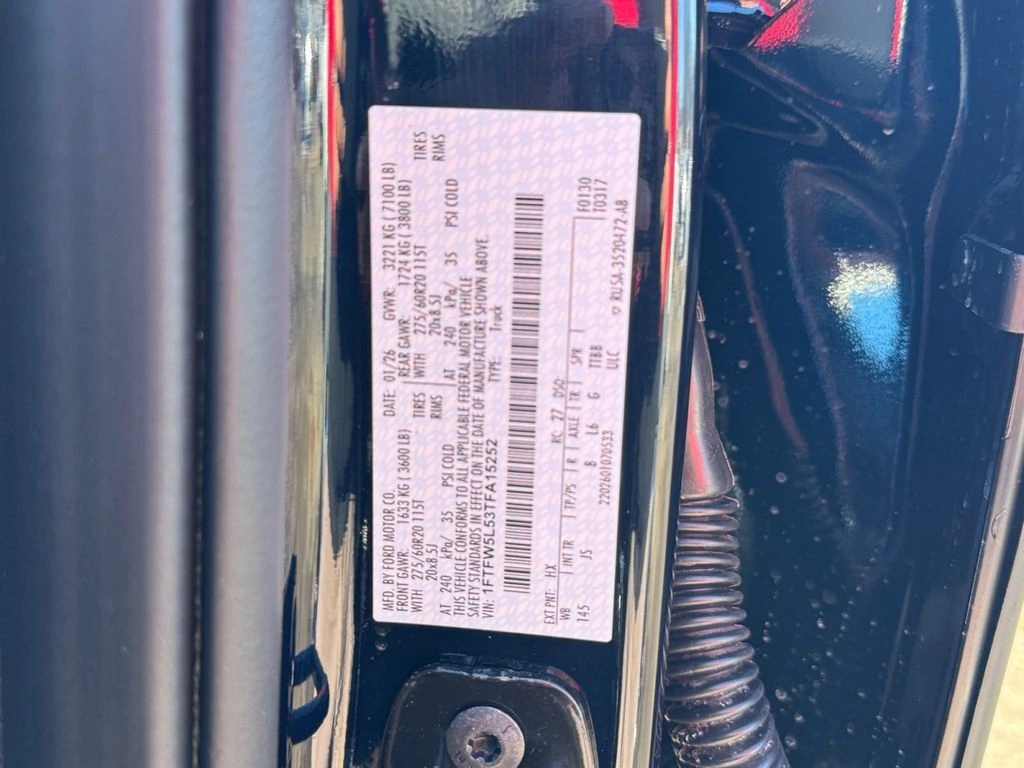 MFD. BY FORD MOTOR CO. DATE: 01/26 GVWR: 3221 KG ( 7100 LB)
FRONT GAWR: 1633 KG ( 3600 LB) REAR GAWR: 1724 KG ( 3800 LB)
WITH 275/60R20 115T TIRES WITH 275/60R20 115T TIRES
20x8.5J RIMS 20x8.5J RIMS
AT 240 kPa/ 35 PSI COLD AT 240 kPa/ 35 PSI COLD
THIS VEHICLE CONFORMS TO ALL APPLICABLE FEDERAL MOTOR VEHICLE
SAFETY STANDARDS IN EFFECT ON THE DATE OF MANUFACTURE SHOWN ABOVE.
VIN: 1FTFW5L53TFA15252 TYPE: Truck
EXT PNT: HX RC: 27 DSO: F0130
WB INT TR TP/PS R AXLE TR SPR T0317
145 JS B L6 G TTBB
2202601070533 ULC
RU5A-3520472-AB